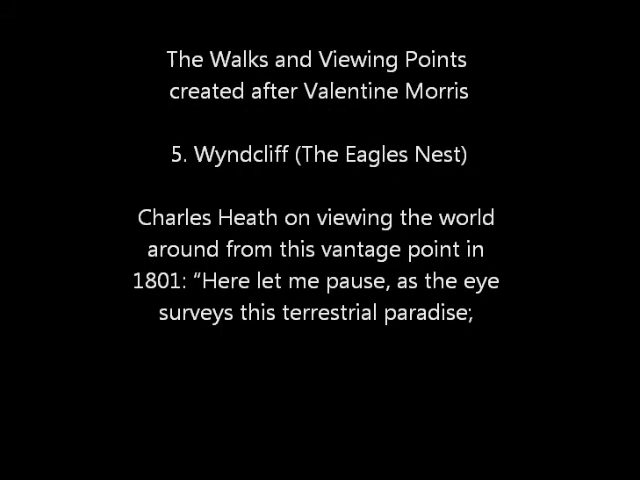 The Walks and Viewing Points
created after Valentine Morris
5. Wyndcliff (The Eagles Nest)
Charles Heath on viewing the world
around from this vantage point in
1801: “Here let me pause, as the eye
surveys this terrestrial paradise;